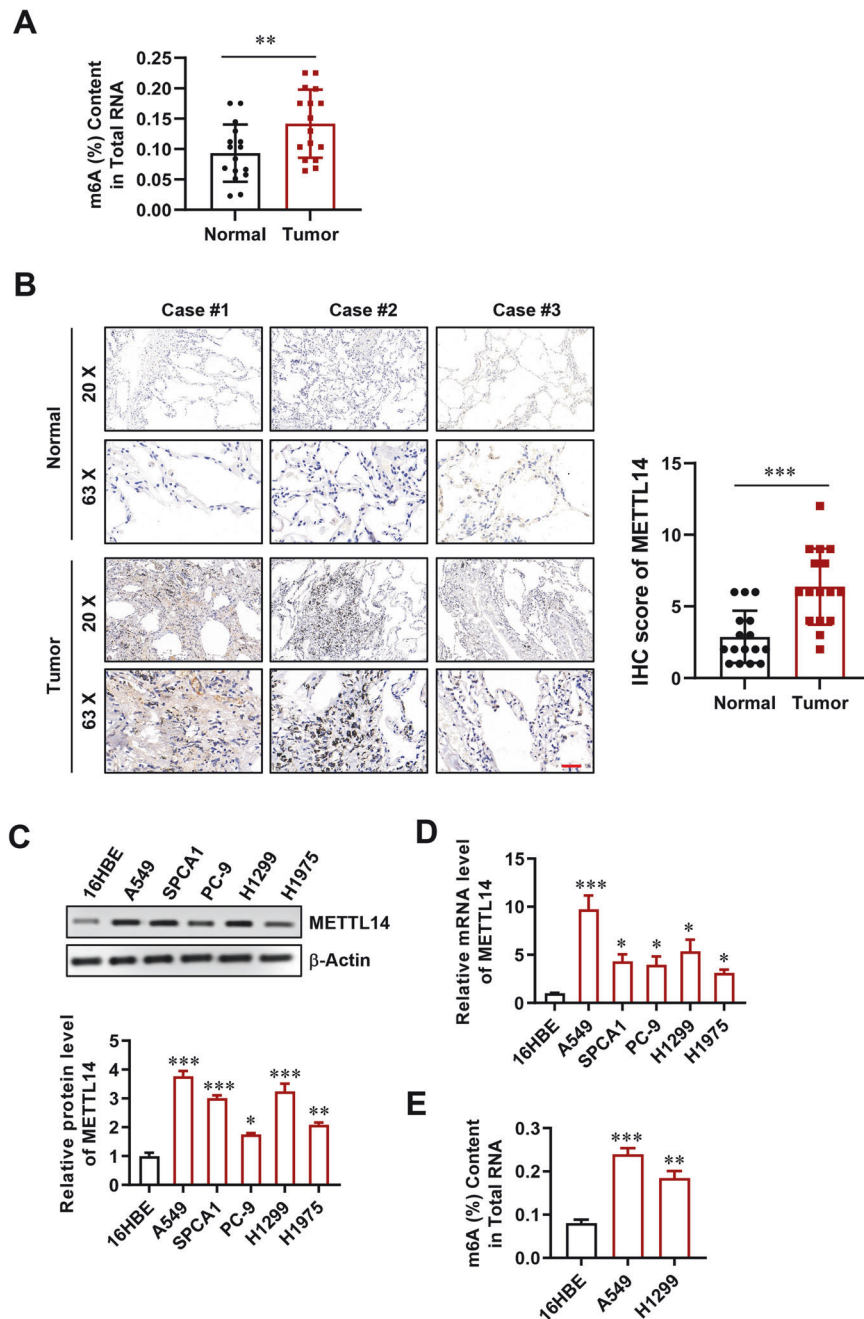 A
**
m6A (%) Content
in Total RNA
0.25
0.20
0.15
0.10
0.05
0.00
Normal
Tumor
B
Case #1
Case #2
Case #3
Normal
20 X
63 X
Tumor
20 X
63 X
IHC score of METTL14
***
15
10
5
0
Normal
Tumor
C
16HBE
A549
SPCA1
PC-9
H1299
H1975
METTL14
β-Actin
Relative protein level
of METTL14
5
4
3
2
1
0
***
***
*
***
**
16HBE
A549
SPCA1
PC-9
H1299
H1975
D
Relative mRNA level
of METTL14
15
10
5
0
***
*
*
*
*
16HBE
A549
SPCA1
PC-9
H1299
H1975
E
m6A (%) Content
in Total RNA
0.3
0.2
0.1
0.0
***
**
16HBE
A549
H1299